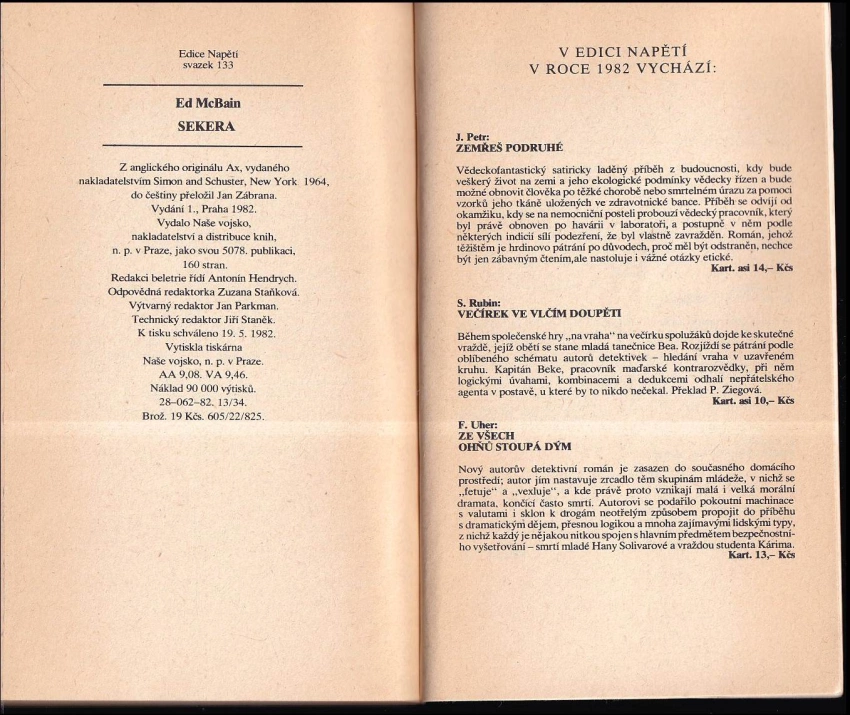 Edice Napětí
svazek 133
Ed McBain
SEKERA
Z anglického originálu Ax, vydaného
nakladatelstvím Simon and Schuster, New York 1964,
do češtiny přeložil Jan Zábrana.
Vydání 1., Praha 1982.
Vydalo Naše vojsko,
nakladatelství a distribuce knih,
n. p. v Praze, jako svou 5078. publikaci,
160 stran.
Redakci beletrie řídí Antonín Hendrych.
Odpovědná redaktorka Zuzana Staňková.
Výtvarný redaktor Jan Parkman.
Technický redaktor Jiří Staněk.
K tisku schváleno 19. 5. 1982.
Vytiskla tiskárna
Naše vojsko, n. p. v Praze.
AA 9,08. VA 9,46.
Náklad 90 000 výtisků.
28–062–82. 13/34.
Brož. 19 Kčs. 605/22/825.
V EDICI NAPĚTÍ
V ROCE 1982 VYCHÁZÍ:
J. Petr:
ZEMŘEŠ PODRUHÉ
Vědeckofantastický satiricky laděný příběh z budoucnosti, kdy bude
veškerý život na zemi a jeho ekologické podmínky vědecky řízen a bude
možné obnovit člověka po těžké chorobě nebo smrtelném úrazu za pomoci
vzorků jeho tkáně uložených ve zdravotnické bance. Příběh se odvíjí od
okamžiku, kdy se na nemocniční posteli probouzí vědecký pracovník, který
byl právě obnoven po havárii v laboratoři, a postupně v něm podle
některých indicií sílí podezření, že byl vlastně zavražděn. Román, jehož
těžištěm je hrdinovo pátrání po důvodech, proč měl být odstraněn, nechce
být jen zábavným čtením,ale nastoluje i vážné otázky etické.
Kart. asi 14,– Kčs
S. Rubin:
VEČÍREK VE VLČÍM DOUPĚTI
Během společenské hry „na vraha“ na večírku spolužáků dojde ke skutečné
vraždě, jejíž obětí se stane mladá tanečnice Bea. Rozjíždí se pátrání podle
oblíbeného schématu autorů detektivek – hledání vraha v uzavřeném
kruhu. Kapitán Beke, pracovník maďarské kontrarozvědky, při něm
logickými úvahami, kombinacemi a dedukcemi odhalí nepřátelského
agenta v postavě, u které by to nikdo nečekal. Překlad P. Ziegová.
Kart. asi 10,– Kčs
F. Uher:
ZE VŠECH
OHŇŮ STOUPÁ DÝM
Nový autorův detektivní román je zasazen do současného domácího
prostředí; autor jím nastavuje zrcadlo těm skupinám mládeže, v nichž se
„fetuje“ a „vexluje“, a kde právě proto vznikají malá i velká morální
dramata, končící často smrtí. Autorovi se podařilo pokoutní machinace
s valutami i sklon k drogám neotřelým způsobem propojit do příběhu
s dramatickým dějem, přesnou logikou a mnoha zajímavými lidskými typy,
z nichž každý je nějakou nitkou spojen s hlavním předmětem bezpečnostní-
ho vyšetřování – smrtí mladé Hany Solivarové a vraždou studenta Kárima.
Kart. 13,– Kčs